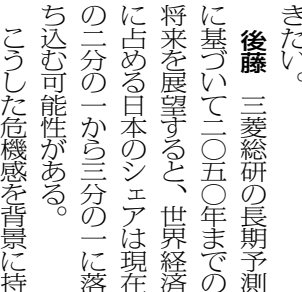 きたい。
後藤　三菱総研の長期予測
に基づいて二〇五〇年までの
将来を展望すると、世界経済
に占める日本のシェアは現在
の二分の一から三分の一に落
ち込む可能性がある。
こうした危機感を背景に持